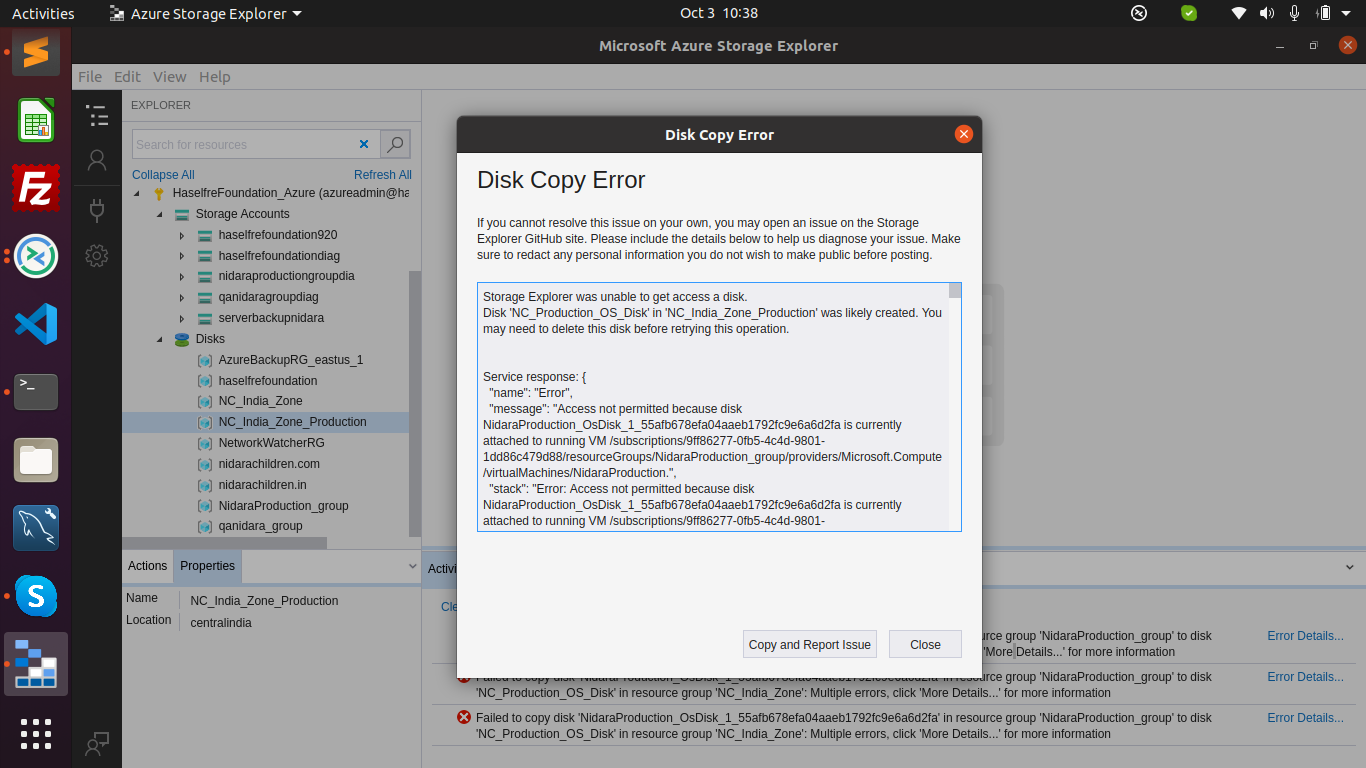 Activities
Azure Storage Explorer
Oct 3 10:38
Microsoft Azure Storage Explorer
File Edit View Help
EXPLORER
Search for resources
Collapse All
Refresh All
HaselfreFoundation_Azure (azureadmin@ha
Storage Accounts
haselfrefoundation920
haselfrefoundationdiag
nidaraproductiongroupdia
qanidaragroupdiag
serverbackupnidara
Disks
AzureBackupRG_eastus_1
haselfrefoundation
NC_India_Zone
NC_India_Zone_Production
NetworkWatcherRG
nidarachildren.com
nidarachildren.in
NidaraProduction_group
qanidara_group
Actions
Properties
Name
NC_India_Zone_Production
Location
centralindia
Disk Copy Error
Disk Copy Error
If you cannot resolve this issue on your own, you may open an issue on the Storage
Explorer GitHub site. Please include the details below to help us diagnose your issue. Make
sure to redact any personal information you do not wish to make public before posting.
Storage Explorer was unable to get access a disk.
Disk 'NC_Production_OS_Disk' in 'NC_India_Zone_Production' was likely created. You
may need to delete this disk before retrying this operation.
Service response: {
"name": "Error",
"message": "Access not permitted because disk
NidaraProduction_OsDisk_1_55afb678efa04aaeb1792fc9e6a6d2fa is currently
attached to running VM /subscriptions/9ff86277-0fb5-4c4d-9801-
1dd86c479d88/resourceGroups/NidaraProduction_group/providers/Microsoft.Compute
/virtualMachines/NidaraProduction.",
"stack": "Error: Access not permitted because disk
NidaraProduction_OsDisk_1_55afb678efa04aaeb1792fc9e6a6d2fa is currently
attached to running VM /subscriptions/9ff86277-0fb5-4c4d-9801-
Copy and Report Issue
Close
Activi
Cle
urce group 'NidaraProduction_group' to disk
Error Details...
'More Details...' for more information
Failed to copy disk 'NidaraProduction_OsDisk_1_55afb678efa04aaeb1792fc9e6a6d2fa' in resource group 'NidaraProduction_group' to disk
Error Details...
'NC_Production_OS_Disk' in resource group 'NC_India_Zone': Multiple errors, click 'More Details...' for more information
Failed to copy disk 'NidaraProduction_OsDisk_1_55afb678efa04aaeb1792fc9e6a6d2fa' in resource group 'NidaraProduction_group' to disk
Error Details...
'NC_Production_OS_Disk' in resource group 'NC_India_Zone': Multiple errors, click 'More Details...' for more information